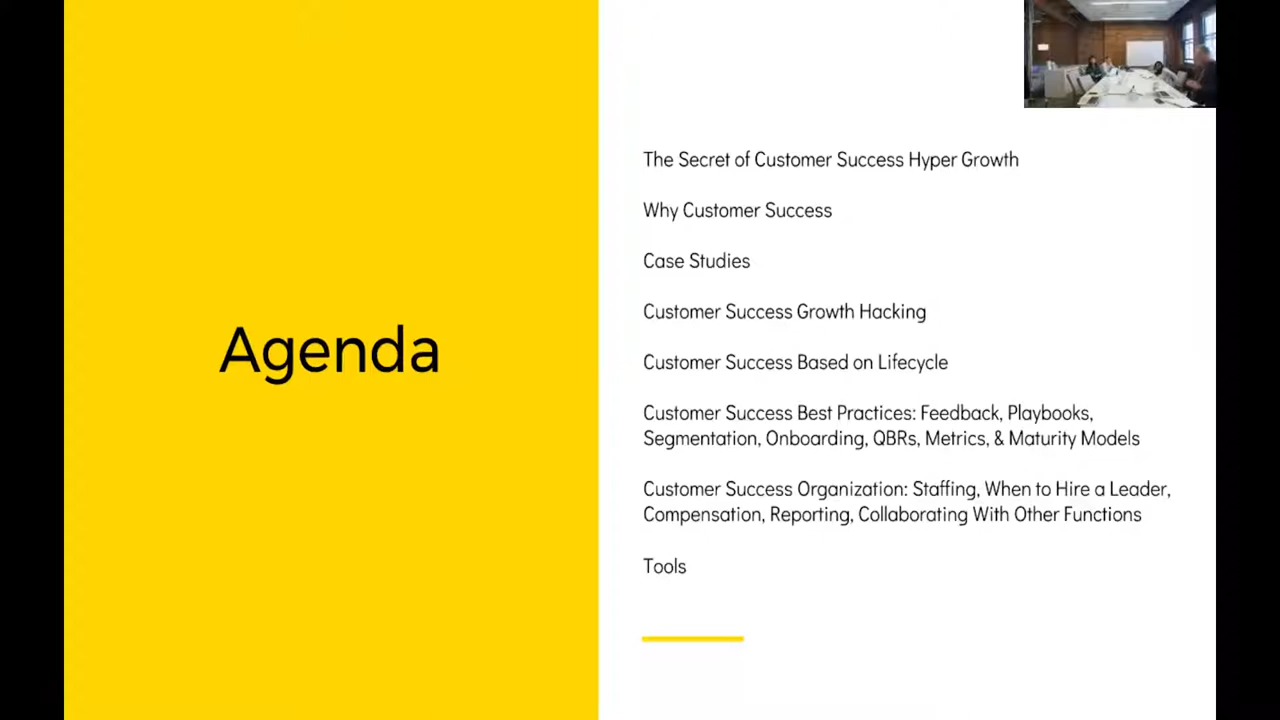 Agenda
The Secret of Customer Success Hyper Growth
Why Customer Success
Case Studies
Customer Success Growth Hacking
Customer Success Based on Lifecycle
Customer Success Best Practices: Feedback, Playbooks,
Segmentation, Onboarding, QBRs, Metrics, & Maturity Models
Customer Success Organization: Staffing, When to Hire a Leader,
Compensation, Reporting, Collaborating With Other Functions
Tools